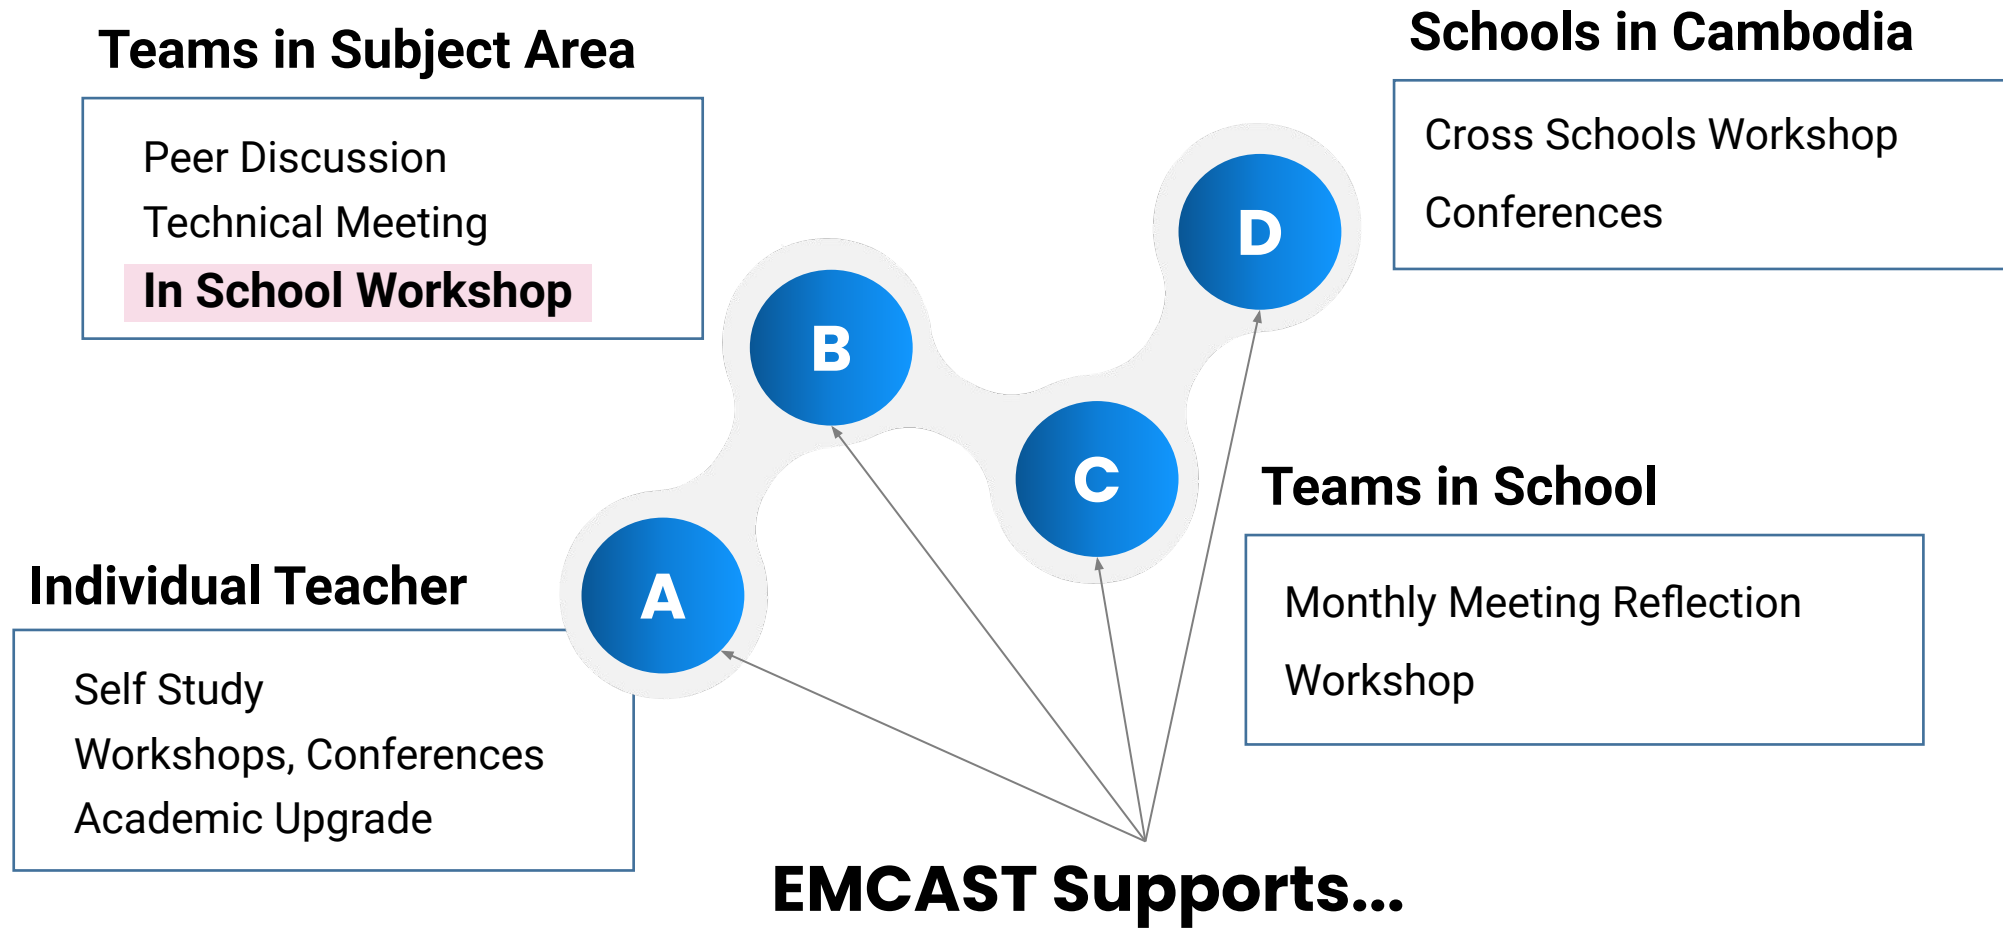 Teams in Subject Area
Peer Discussion
Technical Meeting
In School Workshop
Schools in Cambodia
Cross Schools Workshop
Conferences
D
B
C
A
Teams in School
Monthly Meeting Reflection
Workshop
Individual Teacher
Self Study
Workshops, Conferences
Academic Upgrade
EMCAST Supports...